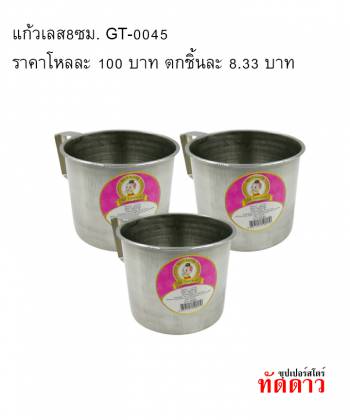 แก้วเลส8ซม. GT-0045
ราคาโหลละ 100 บาท ตกชิ้นละ 8.33 บาท
ซุปเปอร์สโตร์
ทัดดาว